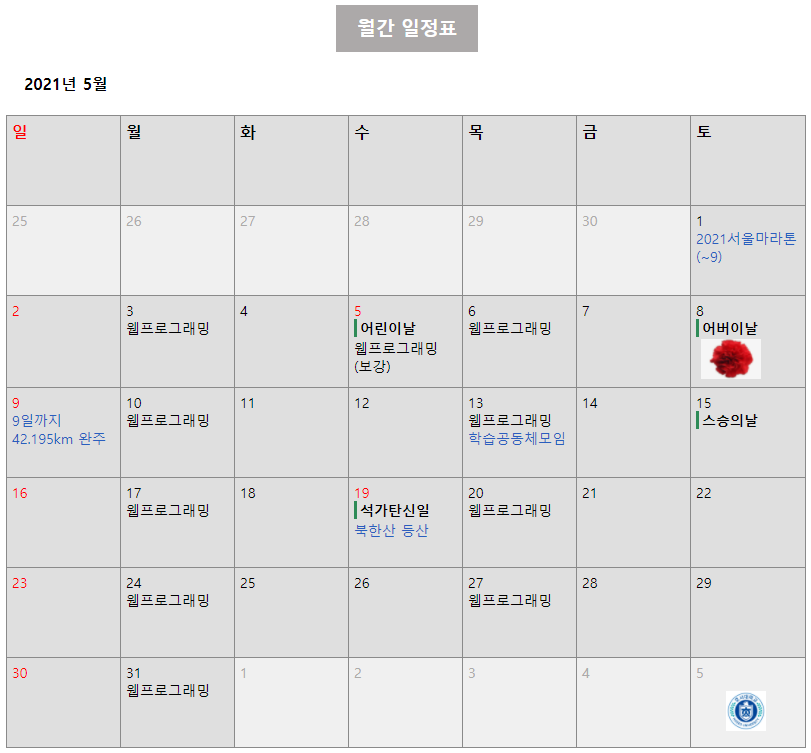 월간 일정표
2021년 5월
일 월 화 수 목 금 토
25 26 27 28 29 30 1
2021서울마라톤
(~9)
2 3 4 5 6 7 8
웹프로그래밍 어린이날 웹프로그래밍 어버이날
웹프로그래밍
(보강)
9 10 11 12 13 14 15
9일까지 웹프로그래밍 웹프로그래밍 스승의날
42.195km 완주 학습공동체모임
16 17 18 19 20 21 22
웹프로그래밍 석가탄신일 웹프로그래밍
북한산 등산
23 24 25 26 27 28 29
웹프로그래밍 웹프로그래밍
30 31 1 2 3 4 5
웹프로그래밍